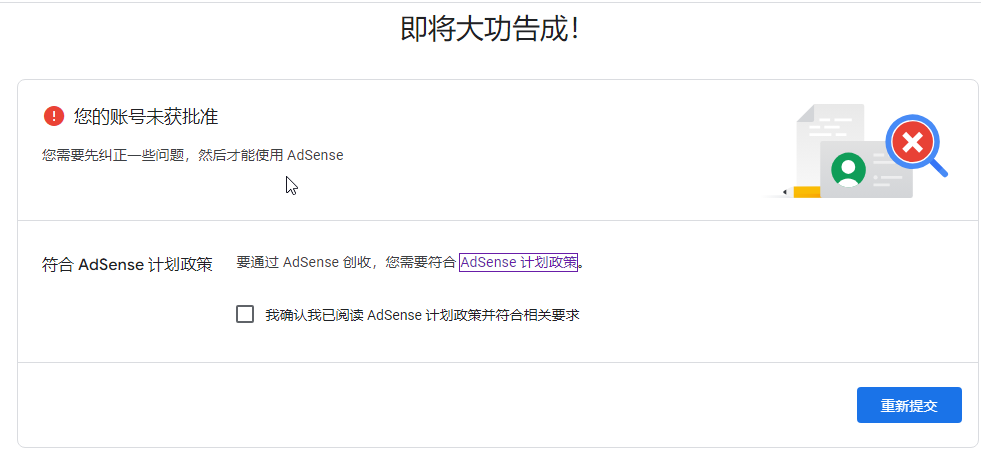 即将大功告成!
您的账号未获批准
您需要先纠正一些问题，然后才能使用 AdSense
符合 AdSense 计划政策
要通过 AdSense 创收，您需要符合 AdSense 计划政策。
我确认我已阅读 AdSense 计划政策并符合相关要求
重新提交